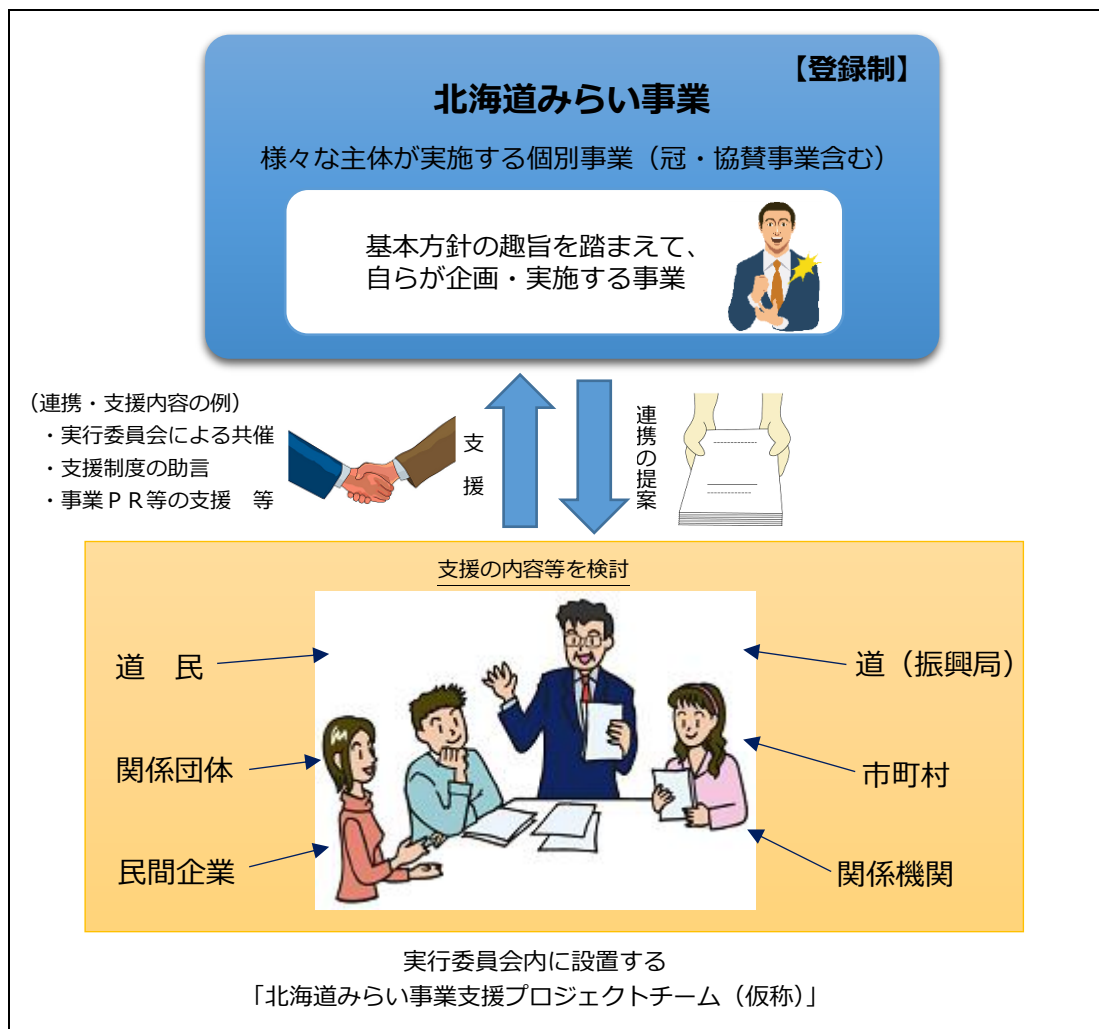 【登録制】
北海道みらい事業
様々な主体が実施する個別事業（冠・協賛事業含む）
基本方針の趣旨を踏まえて、
自らが企画・実施する事業
（連携・支援内容の例）
・実行委員会による共催
・支援制度の助言
・事業ＰＲ等の支援　等
支援
連携の提案
支援の内容等を検討
道　民
関係団体
民間企業
道（振興局）
市町村
関係機関
実行委員会内に設置する
「北海道みらい事業支援プロジェクトチーム（仮称）」